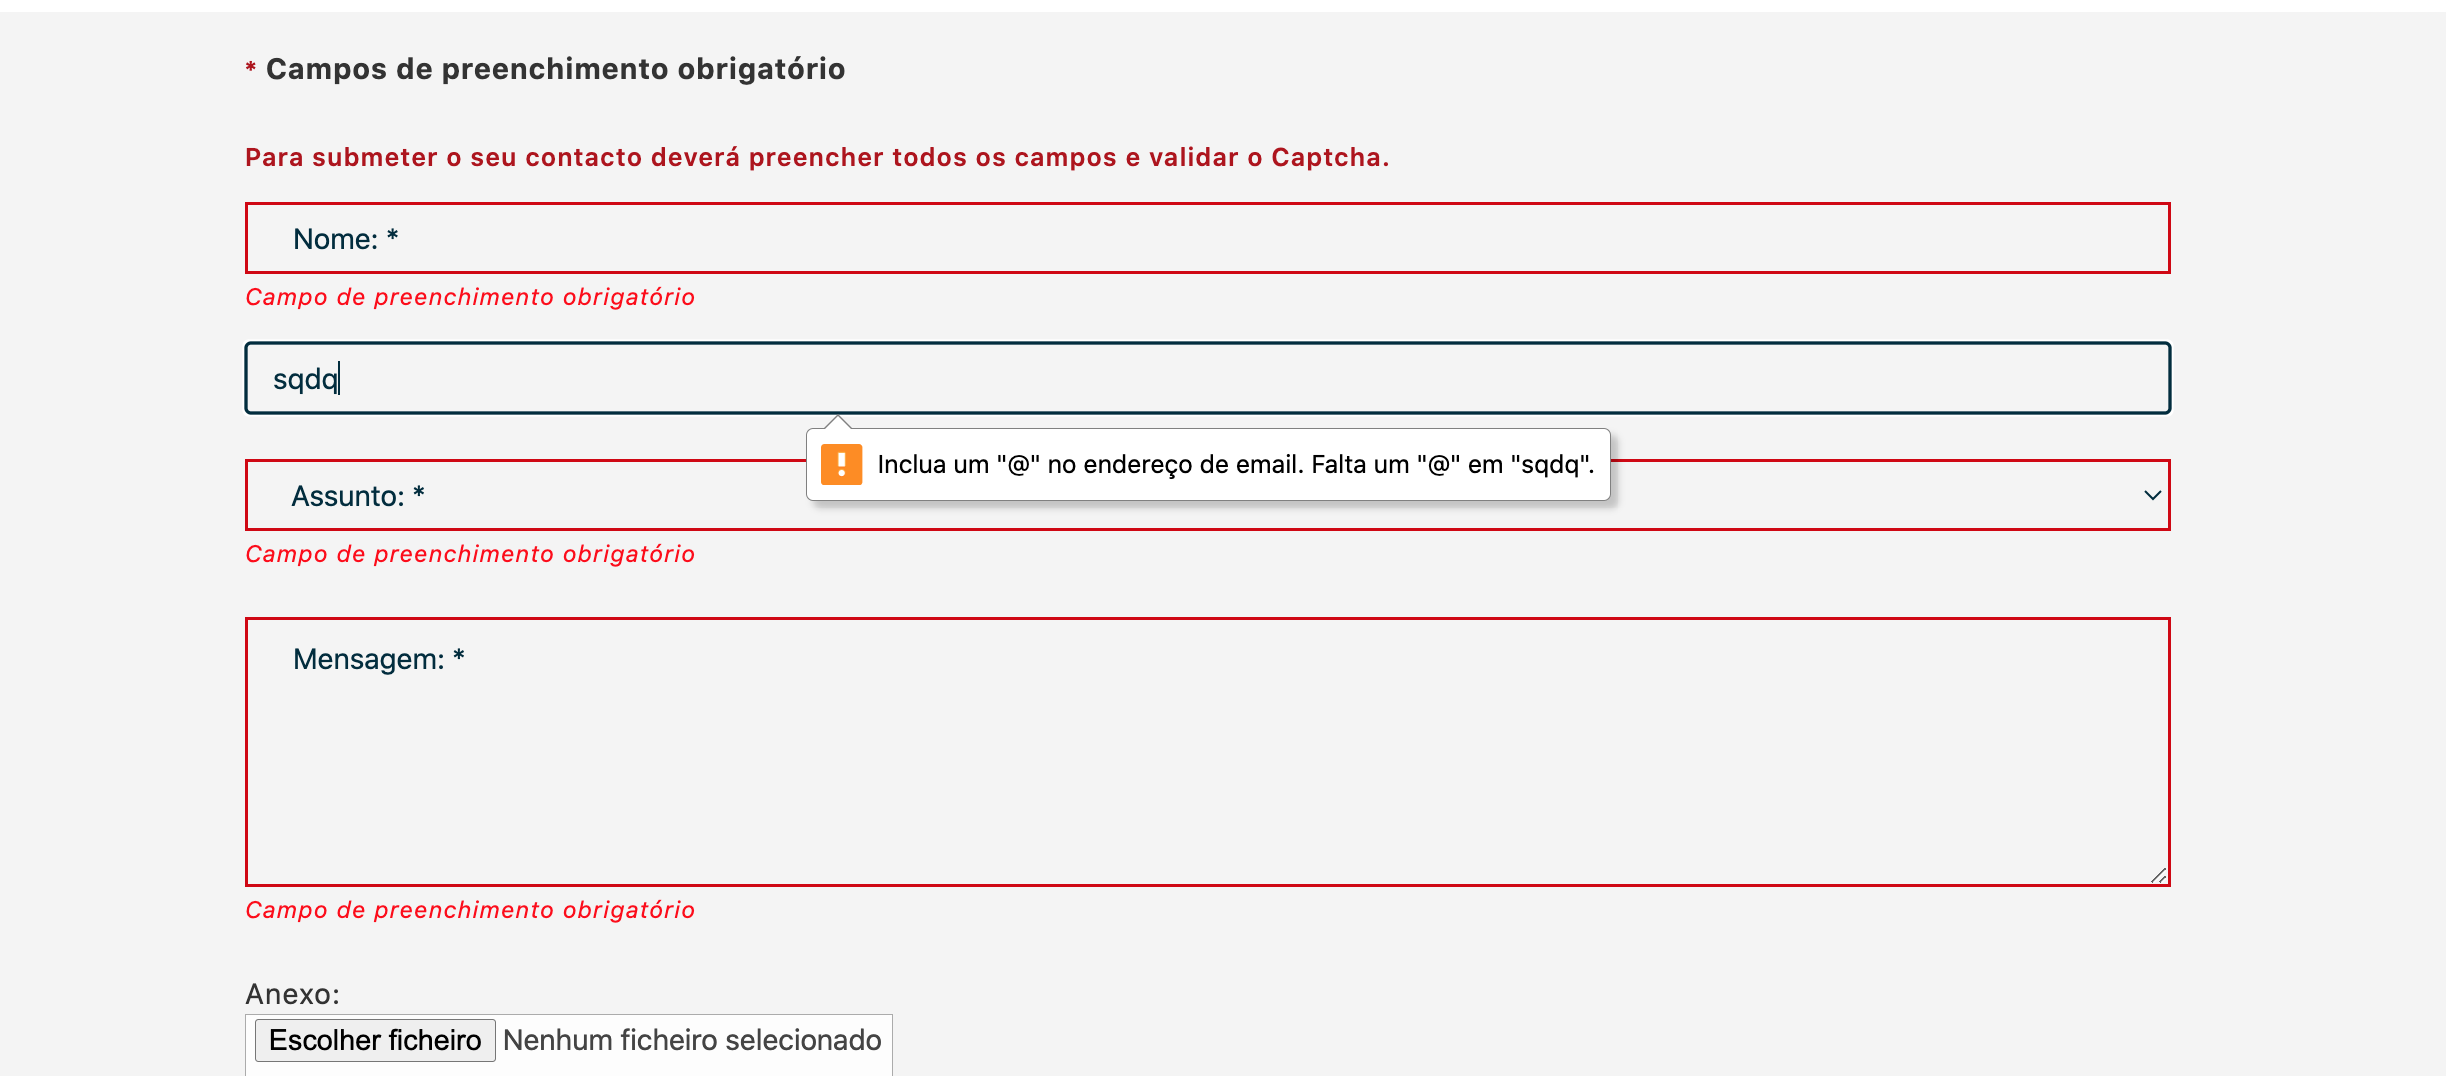 * Campos de preenchimento obrigatório
Para submeter o seu contacto deverá preencher todos os campos e validar o Captcha.
Nome: *
Campo de preenchimento obrigatório
sqdq
Inclua um "@" no endereço de email. Falta um "@" em "sqdq".
Assunto: *
Campo de preenchimento obrigatório
Mensagem: *
Campo de preenchimento obrigatório
Anexo:
Escolher ficheiro Nenhum ficheiro selecionado